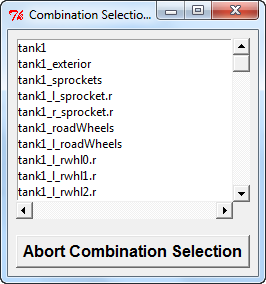 Combination Selectio...
tank1
tank1_exterior
tank1_sprockets
tank1_l_sprocket.r
tank1_r_sprocket.r
tank1_roadWheels
tank1_l_roadWheels
tank1_l_rwhl0.r
tank1_l_rwhl1.r
tank1_l_rwhl2.r
Abort Combination Selection